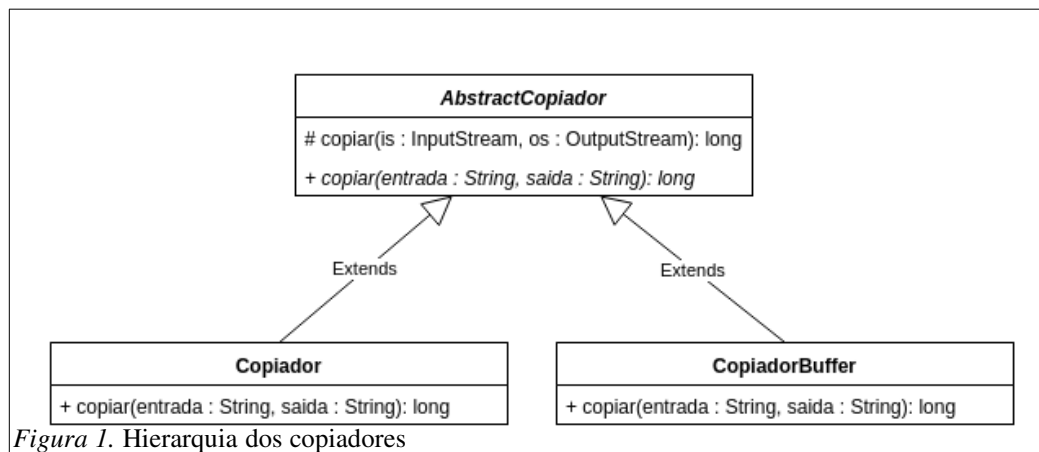 AbstractCopiador
# copiar(is : InputStream, os : OutputStream): long
+ copiar(entrada : String, saida : String): long
Extends
Extends
Copiador
+ copiar(entrada : String, saida : String): long
CopiadorBuffer
+ copiar(entrada : String, saida : String): long
Figura 1. Hierarquia dos copiadores